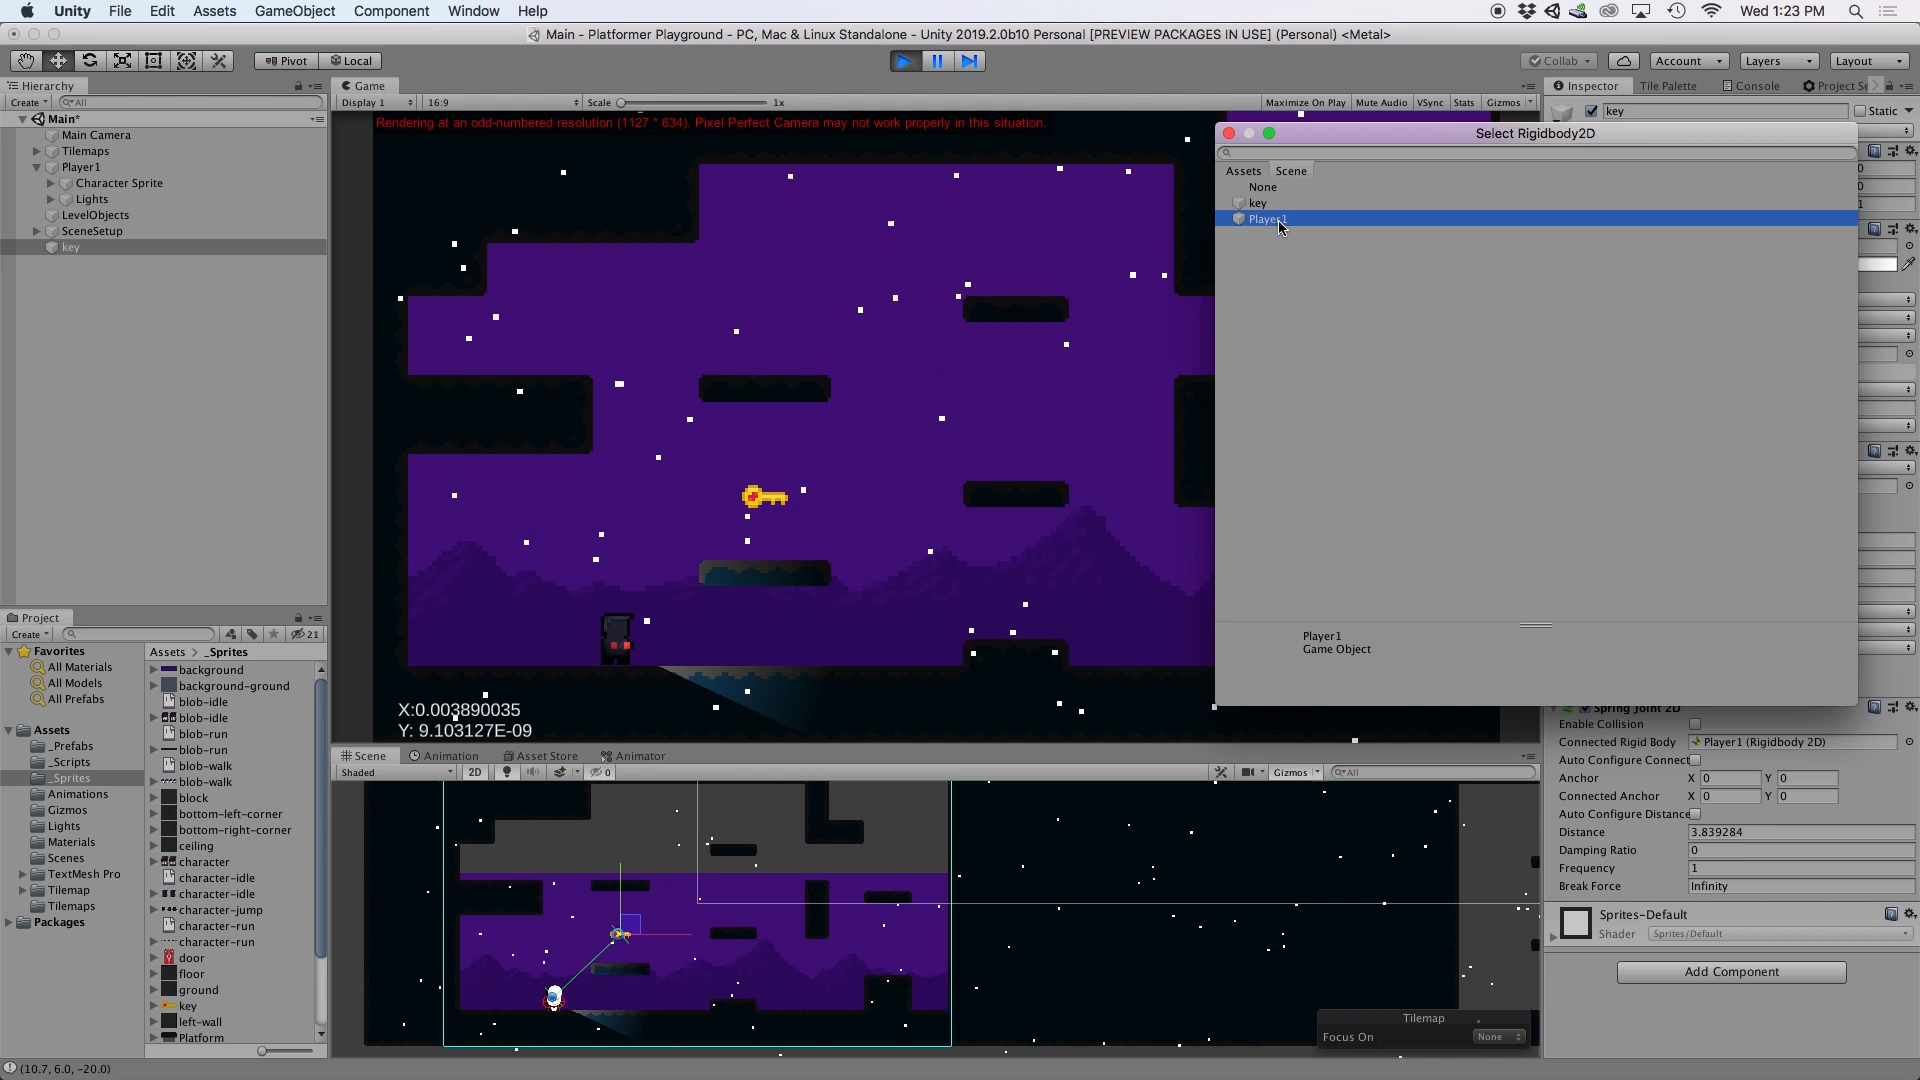 Unity File Edit Assets GameObject Component Window Help
Wed 1:23 PM
Main - Platformer Playground - PC, Mac & Linux Standalone - Unity 2019.2.0b10 Personal [PREVIEW PACKAGES IN USE] (Personal) <Metal>
Pivot Local
Collab Account Layers Layout
Hierarchy
Create All
Main*
Main Camera
Tilemaps
Player1
Character Sprite
Lights
LevelObjects
SceneSetup
key
Game
Display 1 16:9 Scale 1x Maximize On Play Mute Audio VSync Stats Gizmos
Rendering at an odd-numbered resolution (1127 * 634). Pixel Perfect Camera may not work properly in this situation.
X:0.003890035
Y: 9.103127E-09
Inspector Tile Palette Console Project Se
key Static
Select Rigidbody2D
Assets Scene
None
key
Player1
Player1
Game Object
Spring Joint 2D
Enable Collision
Connected Rigid Body Player1 (Rigidbody 2D)
Auto Configure Connect
Anchor X 0 Y 0
Connected Anchor X 0 Y 0
Auto Configure Distance
Distance 3.839284
Damping Ratio 0
Frequency 1
Break Force Infinity
Sprites-Default
Shader Sprites/Default
Add Component
Project
Create 21
Favorites
All Materials
All Models
All Prefabs
Assets
_Prefabs
_Scripts
_Sprites
Animations
Gizmos
Lights
Materials
Scenes
TextMesh Pro
Tilemap
Tilemaps
Packages
Assets > _Sprites
background
background-ground
blob-idle
blob-idle
blob-run
blob-run
blob-walk
blob-walk
block
bottom-left-corner
bottom-right-corner
ceiling
character
character-idle
character-idle
character-jump
character-run
character-run
door
floor
ground
key
left-wall
Platform
Scene Animation Asset Store Animator
Shaded 2D 0 Gizmos All
Tilemap
Focus On None
(10.7, 6.0, -20.0)